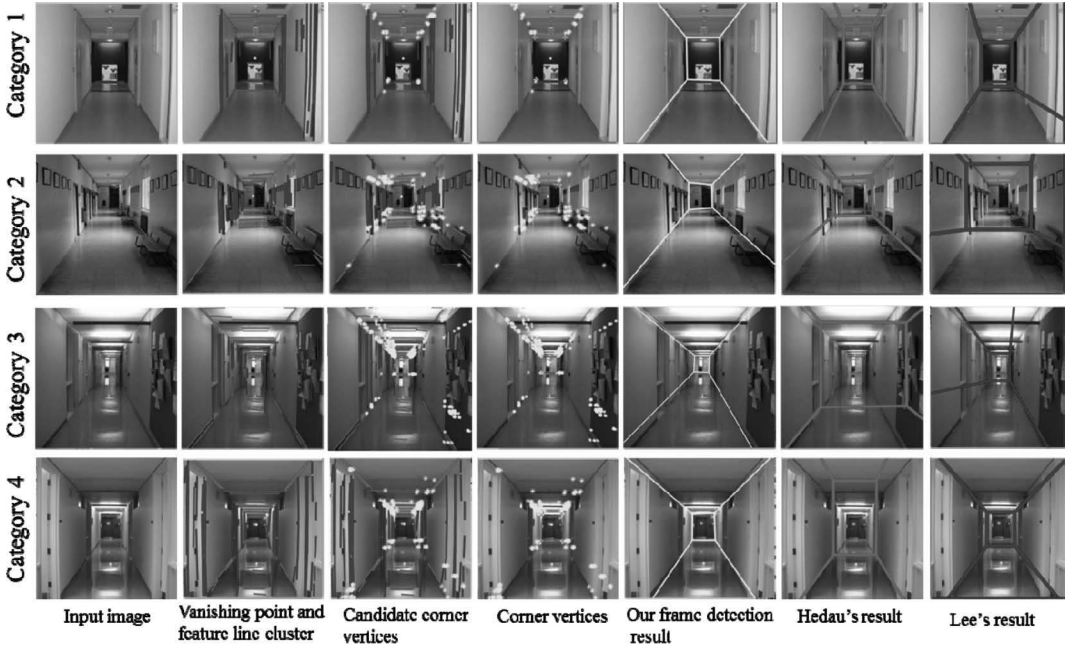 Category 1
Category 2
Category 3
Category 4
Input image
Vanishing point and
feature line cluster
Candidate corner
vertices
Corner vertices
Our frame detection
result
Hedau's result
Lee's result